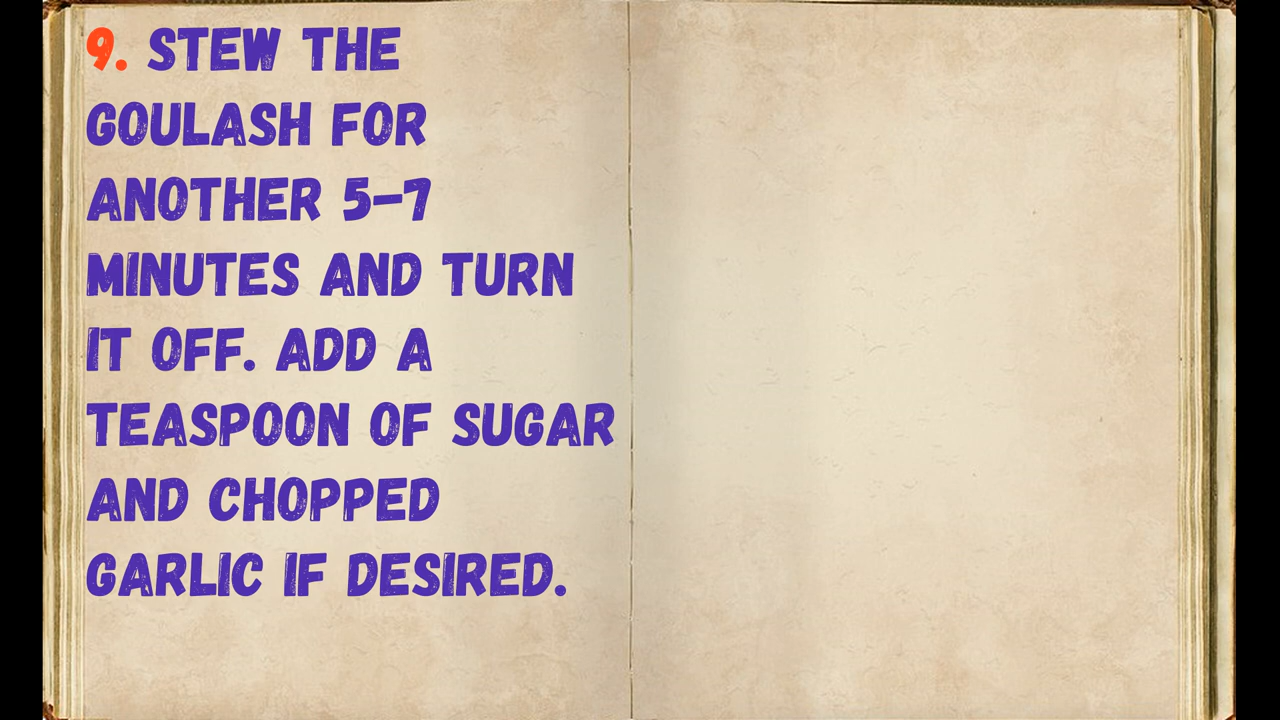 9. STEW THE
GOULASH FOR
ANOTHER 5–7
MINUTES AND TURN
IT OFF. ADD A
TEASPOON OF SUGAR
AND CHOPPED
GARLIC IF DESIRED.